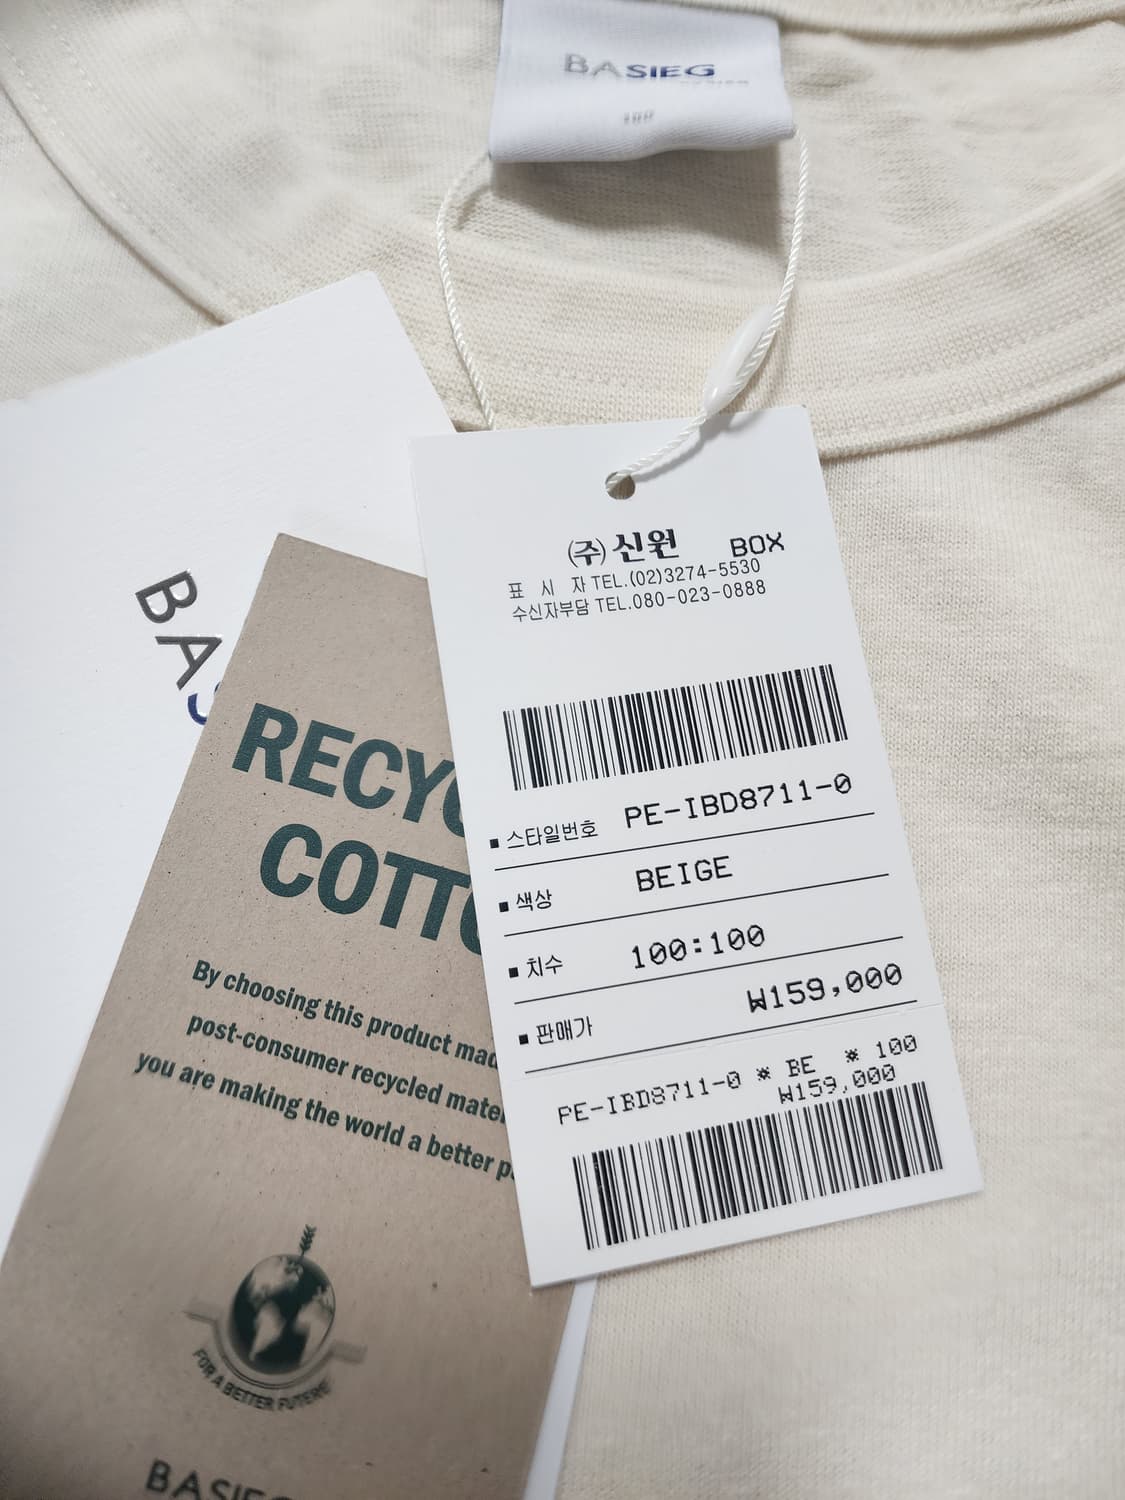 BASIEG
100
BA
RECYC
COTTO
By choosing this product mad
post-consumer recycled mate
you are making the world a better p
FOR A BETTER FUTERE
BASIEG
(주)신원 BOX
표 시 자 TEL.(02)3274-5530
수신자부담 TEL.080-023-0888
■ 스타일번호 PE-IBD8711-0
■ 색상 BEIGE
■ 치수 100:100
■ 판매가 ₩159,000
PE-IBD8711-0 * BE * 100
₩159,000